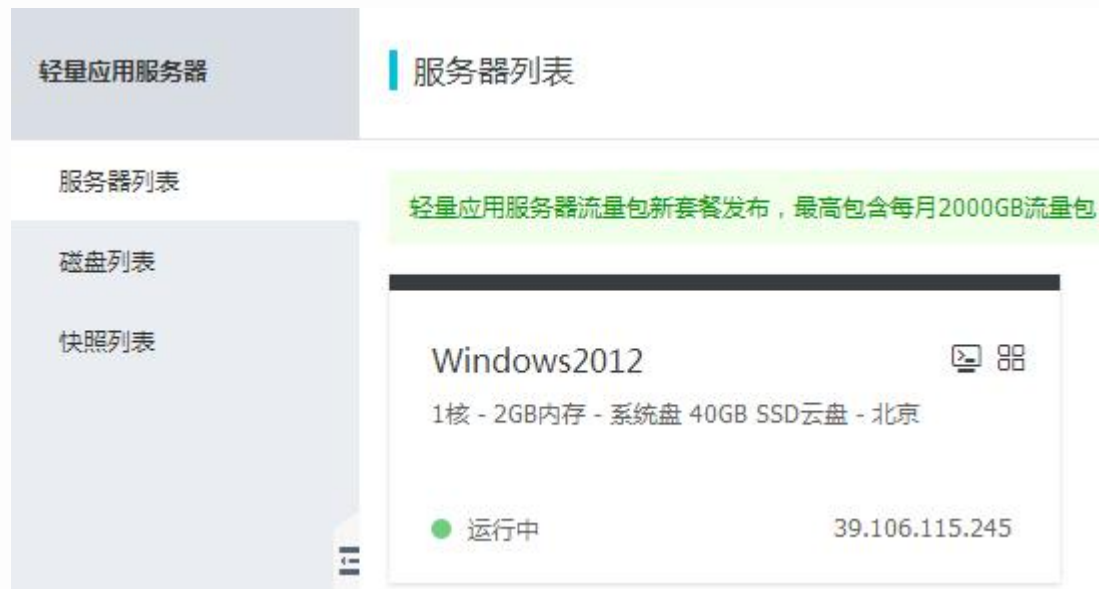 轻量应用服务器
服务器列表
服务器列表
磁盘列表
快照列表
轻量应用服务器流量包新套餐发布，最高包含每月2000GB流量包
Windows2012
1核 - 2GB内存 - 系统盘 40GB SSD云盘 - 北京
运行中 39.106.115.245